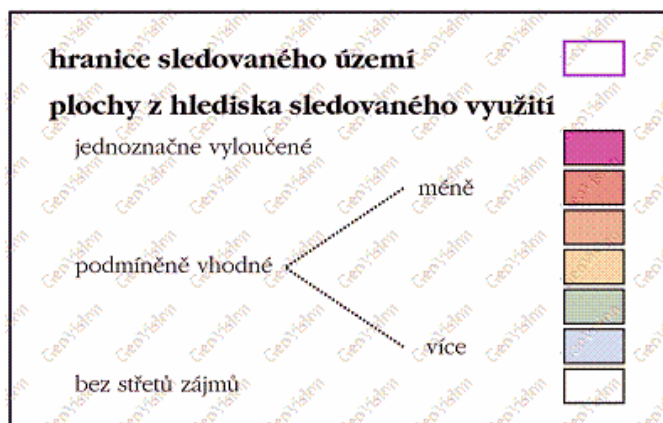 hranice sledovaného území
plochy z hlediska sledovaného využití
jednoznačne vyloučené
méně
podmíněně vhodné
více
bez střetů zájmů